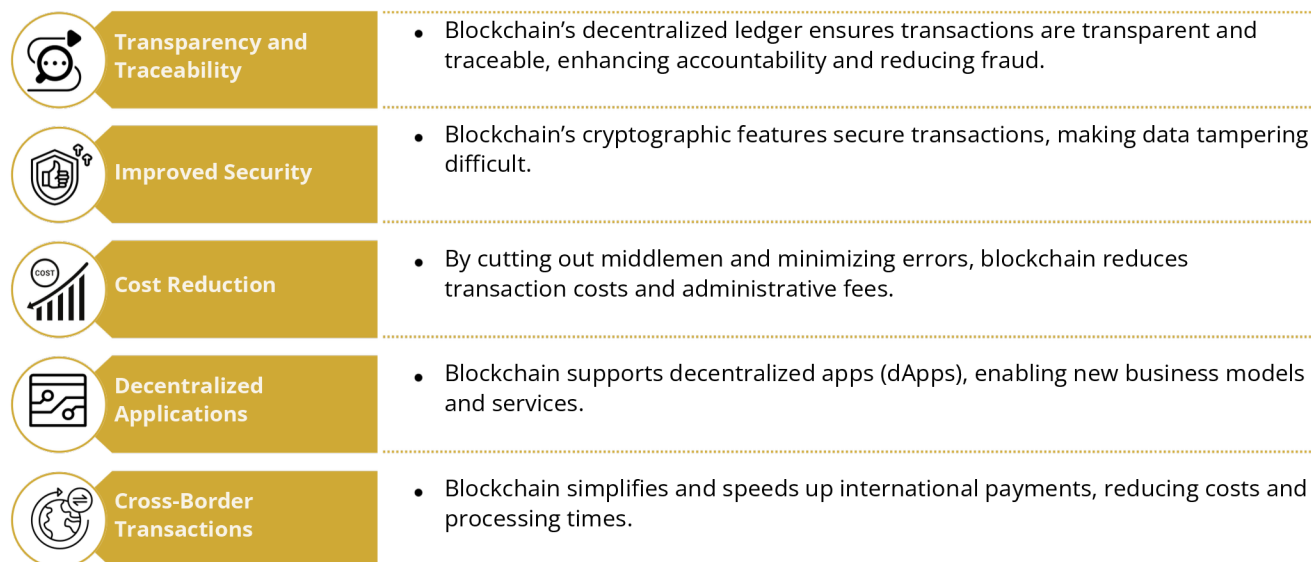 Transparency and
Traceability
• Blockchain’s decentralized ledger ensures transactions are transparent and
traceable, enhancing accountability and reducing fraud.
Improved Security
• Blockchain’s cryptographic features secure transactions, making data tampering
difficult.
COST
Cost Reduction
• By cutting out middlemen and minimizing errors, blockchain reduces
transaction costs and administrative fees.
Decentralized
Applications
• Blockchain supports decentralized apps (dApps), enabling new business models
and services.
Cross-Border
Transactions
• Blockchain simplifies and speeds up international payments, reducing costs and
processing times.